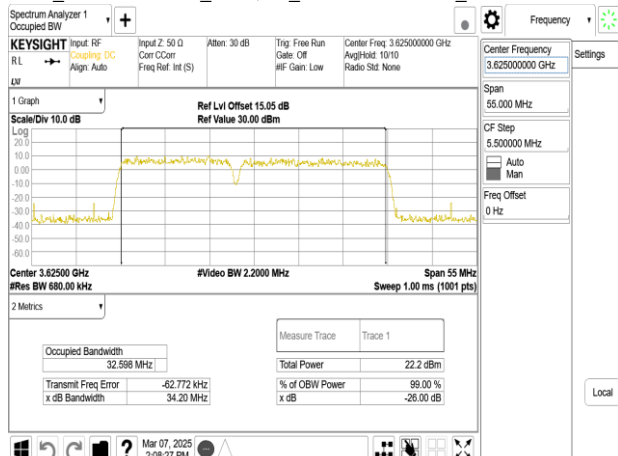 Spectrum Analyzer 1
Occupied BW
+
Frequency
KEYSIGHT
RL
Input: RF
Coupling: DC
Align: Auto
Input Z: 50 Ω
Corr CCorr
Freq Ref: Int (S)
Atten: 30 dB
Trig: Free Run
Gate: Off
#IF Gain: Low
Center Freq: 3.625000000 GHz
Avg|Hold: 10/10
Radio Std: None
LXI
Center Frequency
3.625000000 GHz
Settings
Span
55.000 MHz
CF Step
5.500000 MHz
Auto
Man
Freq Offset
0 Hz
Local
1 Graph
Scale/Div 10.0 dB
Ref Lvl Offset 15.05 dB
Ref Value 30.00 dBm
Log
20.0
10.0
0.00
-10.0
-20.0
-30.0
-40.0
-50.0
-60.0
Center 3.62500 GHz
#Video BW 2.2000 MHz
Span 55 MHz
#Res BW 680.00 kHz
Sweep 1.00 ms (1001 pts)
2 Metrics
Measure Trace Trace 1
Occupied Bandwidth
32.598 MHz
Total Power 22.2 dBm
Transmit Freq Error -62.772 kHz
% of OBW Power 99.00 %
x dB Bandwidth 34.20 MHz
x dB -26.00 dB
?
Mar 07, 2025
2:08:27 PM